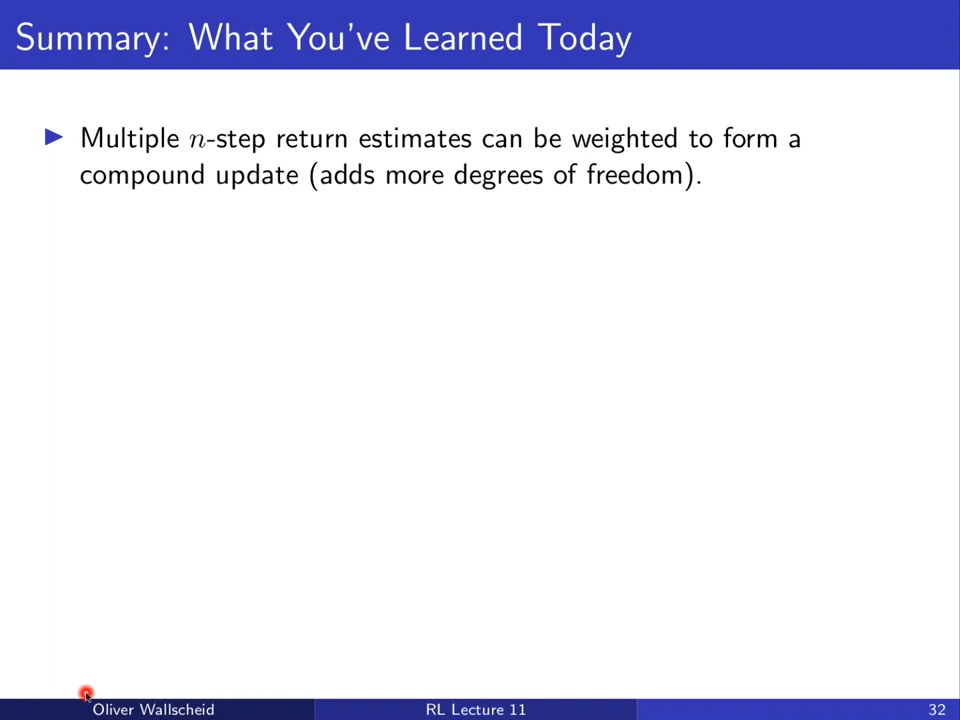 Summary: What You've Learned Today
▶ Multiple n-step return estimates can be weighted to form a
compound update (adds more degrees of freedom).
Oliver Wallscheid
RL Lecture 11
32